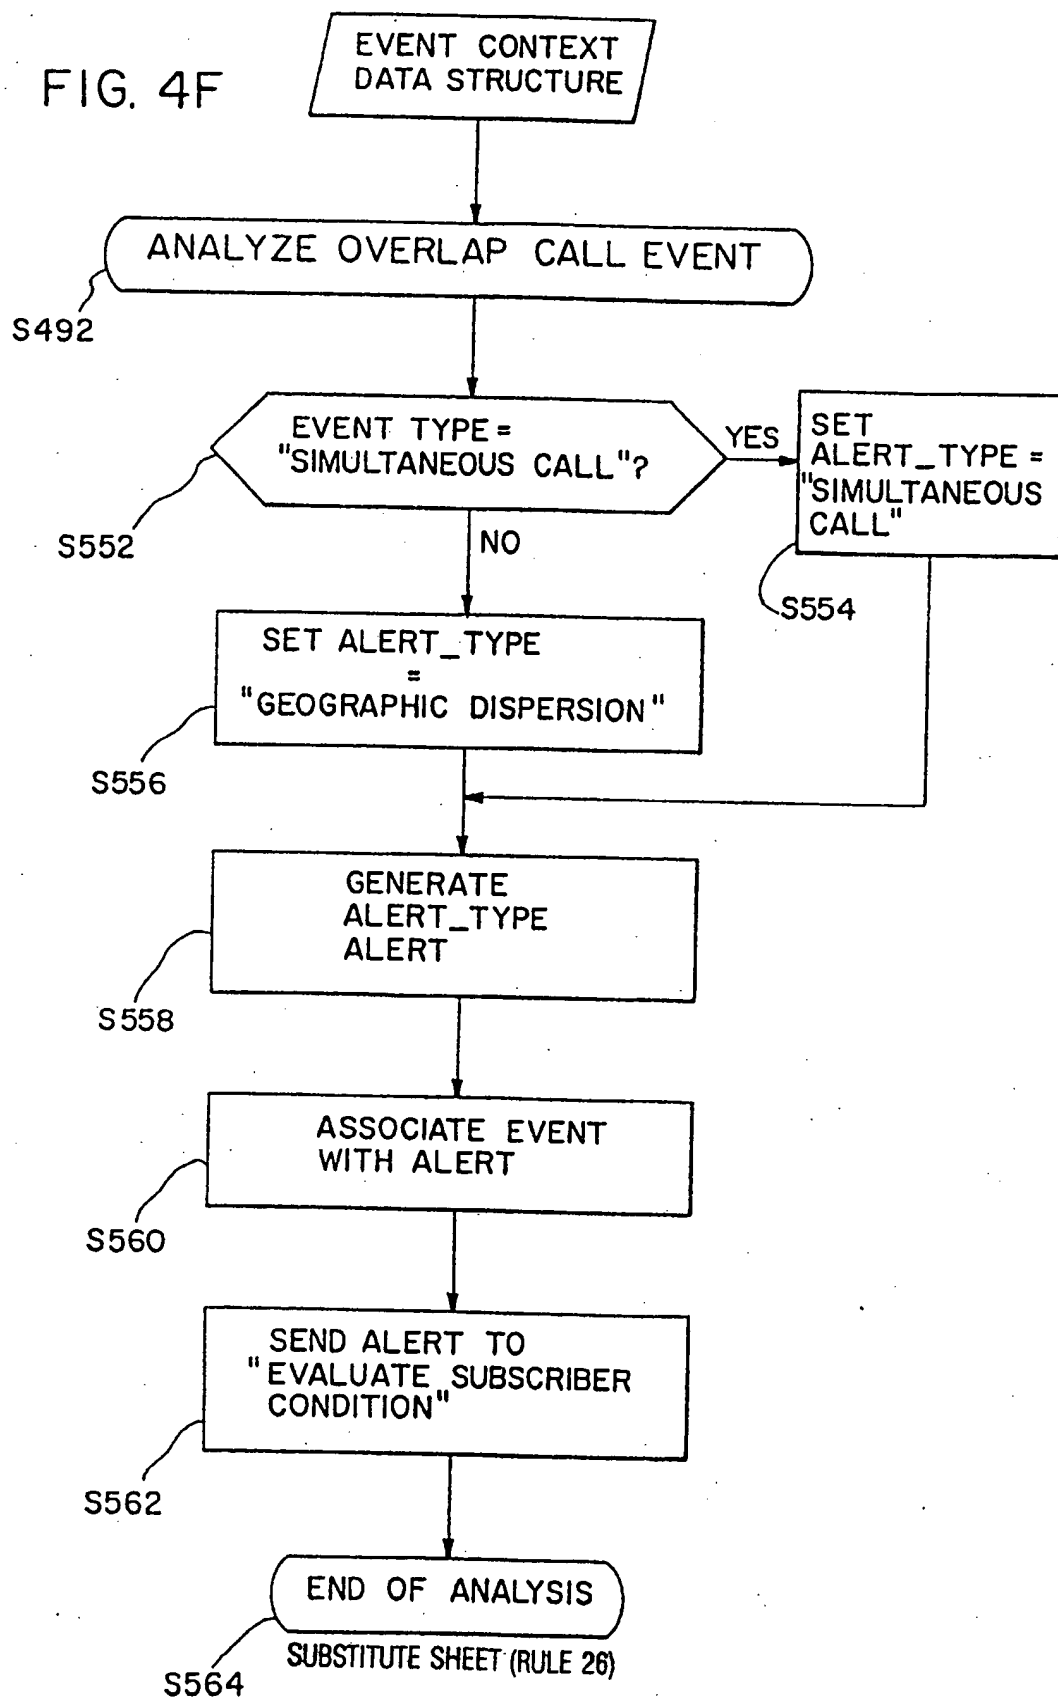 FIG. 4F
EVENT CONTEXT
DATA STRUCTURE
ANALYZE OVERLAP CALL EVENT
S492
EVENT TYPE =
"SIMULTANEOUS CALL"?
YES
S552
NO
SET
ALERT_TYPE =
"SIMULTANEOUS
CALL"
S554
SET ALERT_TYPE
=
"GEOGRAPHIC DISPERSION"
S556
GENERATE
ALERT_TYPE
ALERT
S558
ASSOCIATE EVENT
WITH ALERT
S560
SEND ALERT TO
"EVALUATE SUBSCRIBER
CONDITION"
S562
END OF ANALYSIS
S564
SUBSTITUTE SHEET (RULE 26)